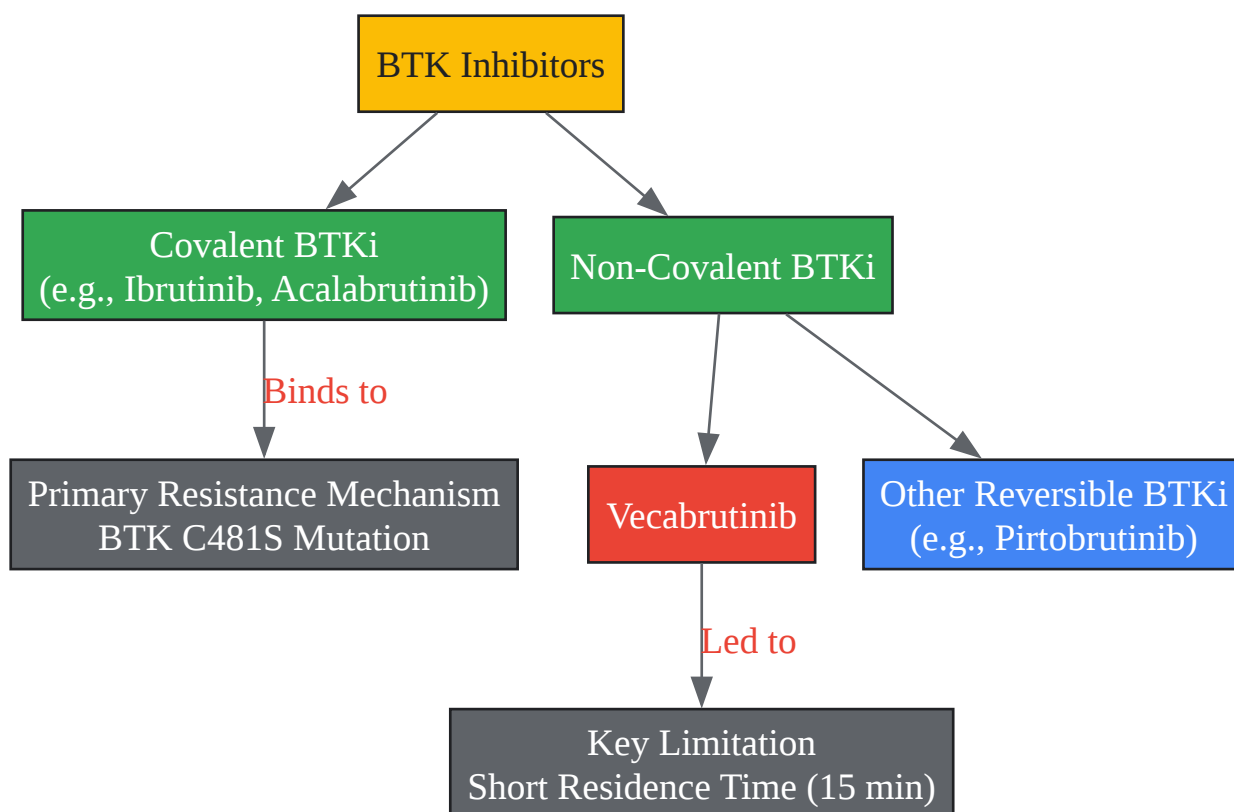 BTK Inhibitors
Covalent BTKi
(e.g., Ibrutinib, Acalabrutinib)
Non-Covalent BTKi
Binds to
Primary Resistance Mechanism
BTK C481S Mutation
Vecabrutinib
Other Reversible BTKi
(e.g., Pirtobrutinib)
Led to
Key Limitation
Short Residence Time (15 min)